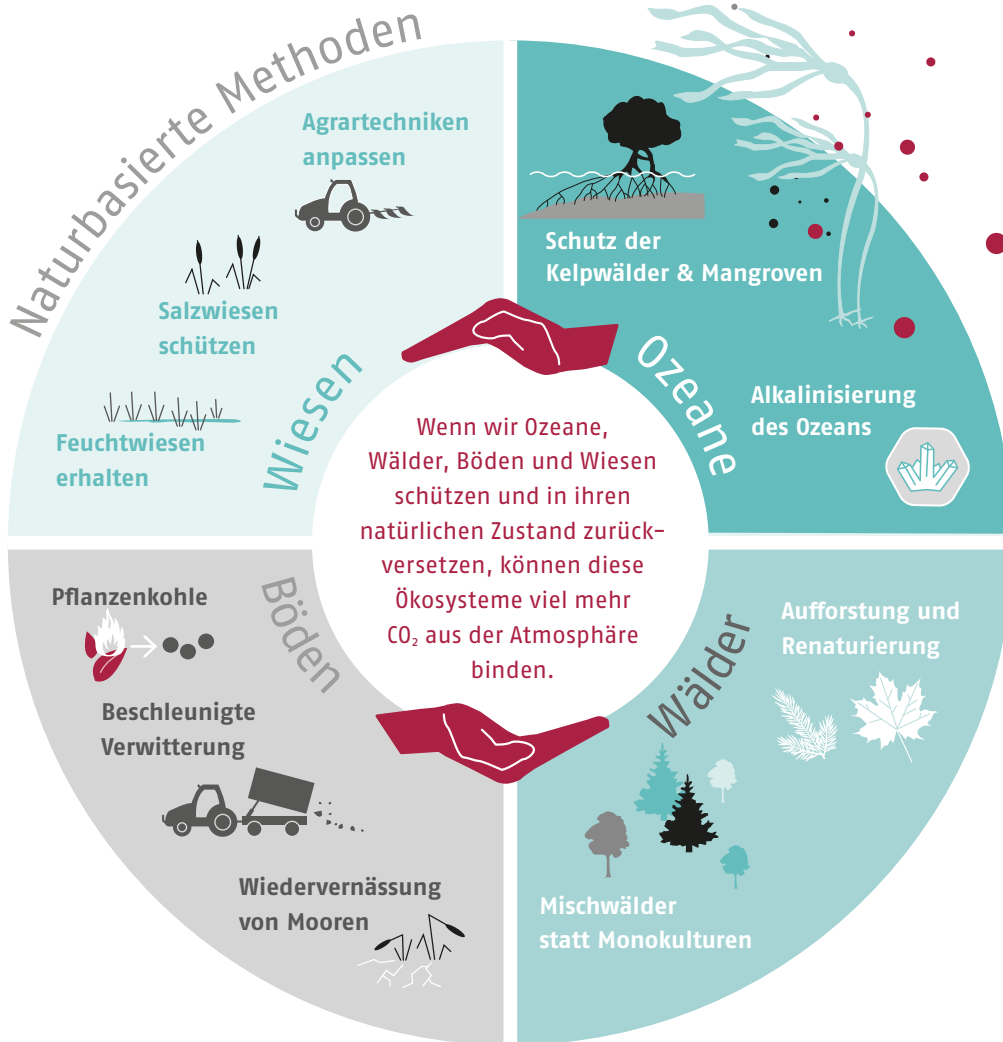 Naturbasierte Methoden
Wiesen
Agrartechniken
anpassen
Salzwiesen
schützen
Feuchtwiesen
erhalten
Ozeane
Schutz der
Kelpwälder & Mangroven
Alkalinisierung
des Ozeans
Wenn wir Ozeane,
Wälder, Böden und Wiesen
schützen und in ihren
natürlichen Zustand zurück-
versetzen, können diese
Ökosysteme viel mehr
CO₂ aus der Atmosphäre
binden.
Böden
Pflanzenkohle
Beschleunigte
Verwitterung
Wiedervernässung
von Mooren
Wälder
Aufforstung und
Renaturierung
Mischwälder
statt Monokulturen